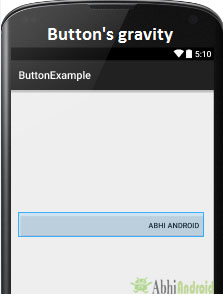 Button's gravity
5:10
ButtonExample
ABHI ANDROID
AbhiAndroid